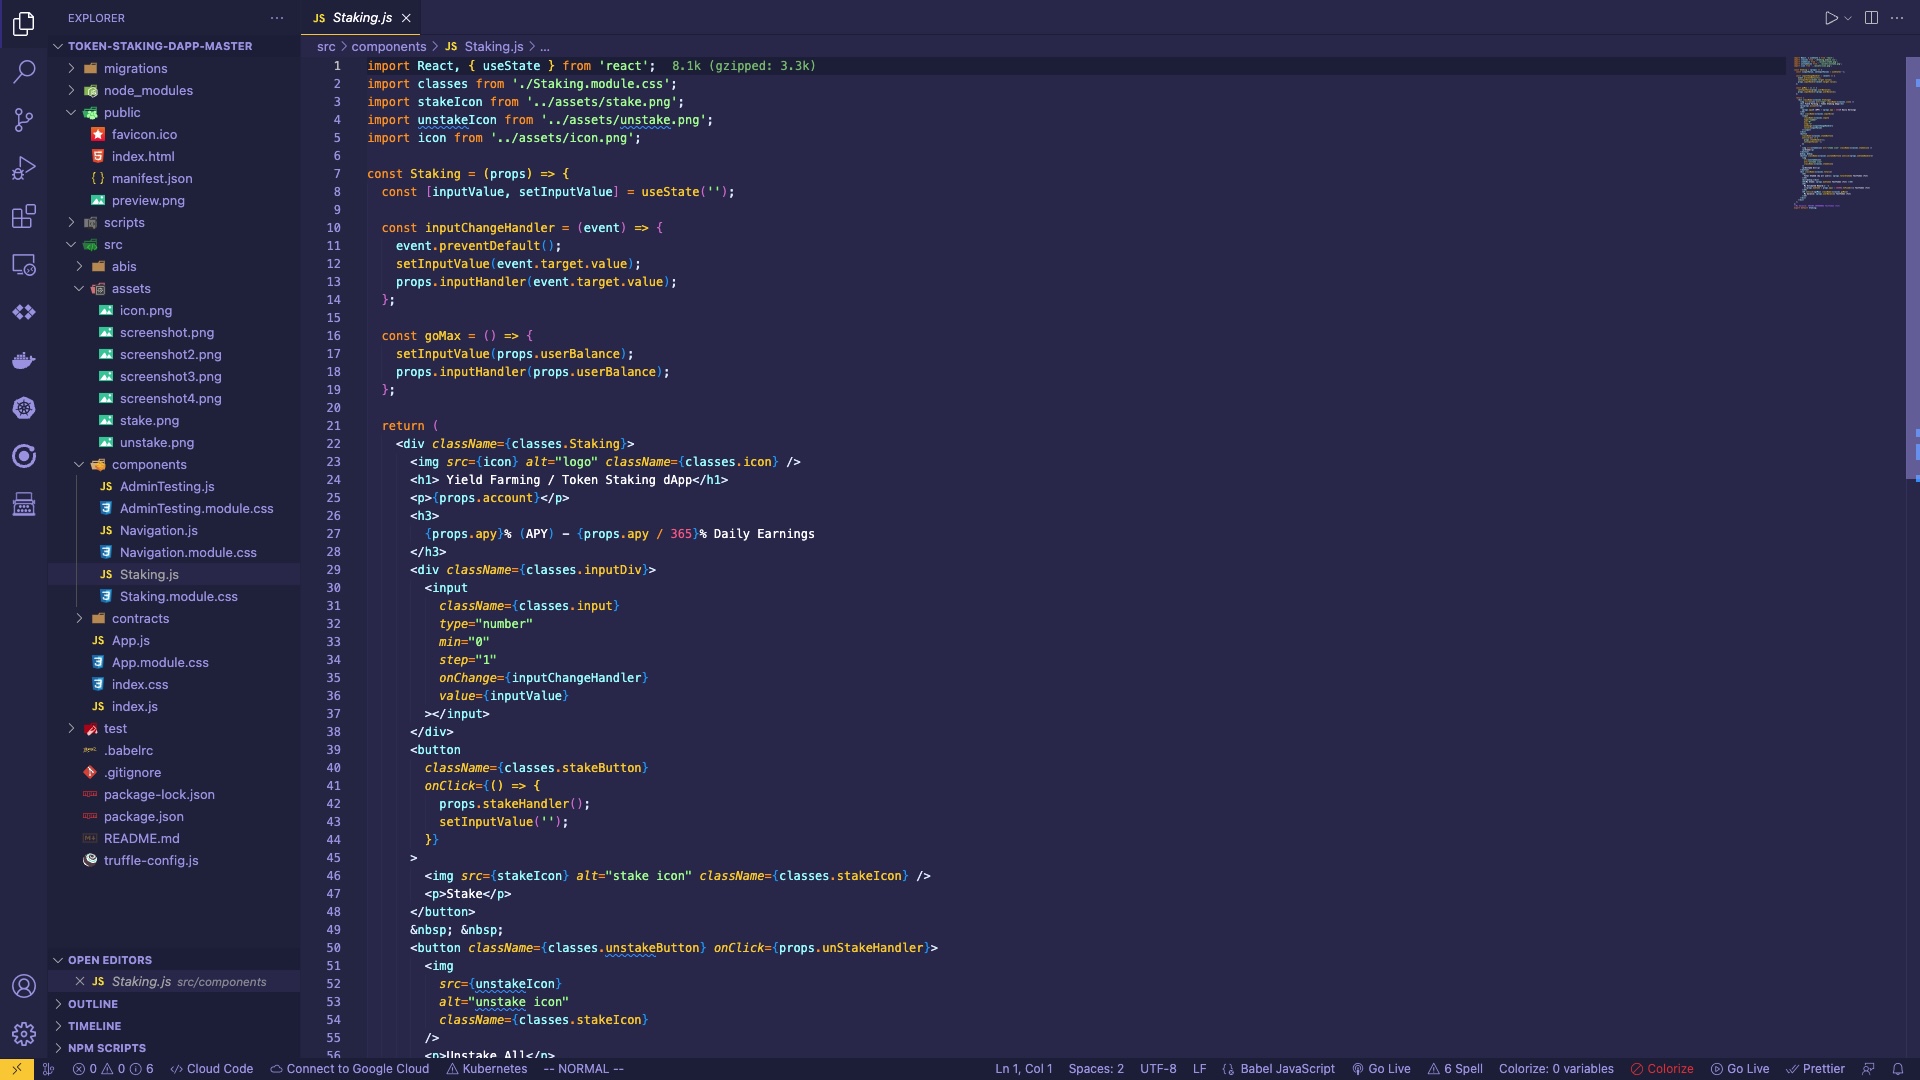 EXPLORER
TOKEN-STAKING-DAPP-MASTER
migrations
node_modules
public
favicon.ico
index.html
manifest.json
preview.png
scripts
src
abis
assets
icon.png
screenshot.png
screenshot2.png
screenshot3.png
screenshot4.png
stake.png
unstake.png
components
AdminTesting.js
AdminTesting.module.css
Navigation.js
Navigation.module.css
Staking.js
Staking.module.css
contracts
App.js
App.module.css
index.css
index.js
test
.babelrc
.gitignore
package-lock.json
package.json
README.md
truffle-config.js
OPEN EDITORS
JS Staking.js src/components
OUTLINE
TIMELINE
NPM SCRIPTS
JS Staking.js
src > components > JS Staking.js > ...
1 import React, { useState } from 'react'; 8.1k (gzipped: 3.3k)
2 import classes from './Staking.module.css';
3 import stakeIcon from '../assets/stake.png';
4 import unstakeIcon from '../assets/unstake.png';
5 import icon from '../assets/icon.png';
6
7 const Staking = (props) => {
8 const [inputValue, setInputValue] = useState('');
9
10 const inputChangeHandler = (event) => {
11 event.preventDefault();
12 setInputValue(event.target.value);
13 props.inputHandler(event.target.value);
14 };
15
16 const goMax = () => {
17 setInputValue(props.userBalance);
18 props.inputHandler(props.userBalance);
19 };
20
21 return (
22 <div className={classes.Staking}>
23 <img src={icon} alt="logo" className={classes.icon} />
24 <h1> Yield Farming / Token Staking dApp</h1>
25 <p>{props.account}</p>
26 <h3>
27 {props.apy}% (APY) - {props.apy / 365}% Daily Earnings
28 </h3>
29 <div className={classes.inputDiv}>
30 <input
31 className={classes.input}
32 type="number"
33 min="0"
34 step="1"
35 onChange={inputChangeHandler}
36 value={inputValue}
37 ></input>
38 </div>
39 <button
40 className={classes.stakeButton}
41 onClick={() => {
42 props.stakeHandler();
43 setInputValue('');
44 }}
45 >
46 <img src={stakeIcon} alt="stake icon" className={classes.stakeIcon} />
47 <p>Stake</p>
48 </button>
49 &nbsp; &nbsp;
50 <button className={classes.unstakeButton} onClick={props.unStakeHandler}>
51 <img
52 src={unstakeIcon}
53 alt="unstake icon"
54 className={classes.stakeIcon}
55 />
56 <p>Unstake All</p>
0 0 6 Cloud Code Connect to Google Cloud Kubernetes -- NORMAL -- Ln 1, Col 1 Spaces: 2 UTF-8 LF {} Babel JavaScript Go Live 6 Spell Colorize: 0 variables Colorize Go Live Prettier